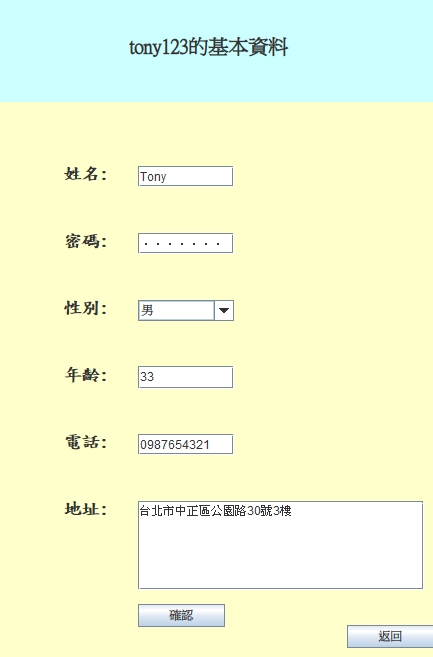 tony123的基本資料
姓名： Tony
密碼： ‧‧‧‧‧‧‧
性別： 男
年齡： 33
電話： 0987654321
地址： 台北市中正區公園路30號3樓
確認
返回